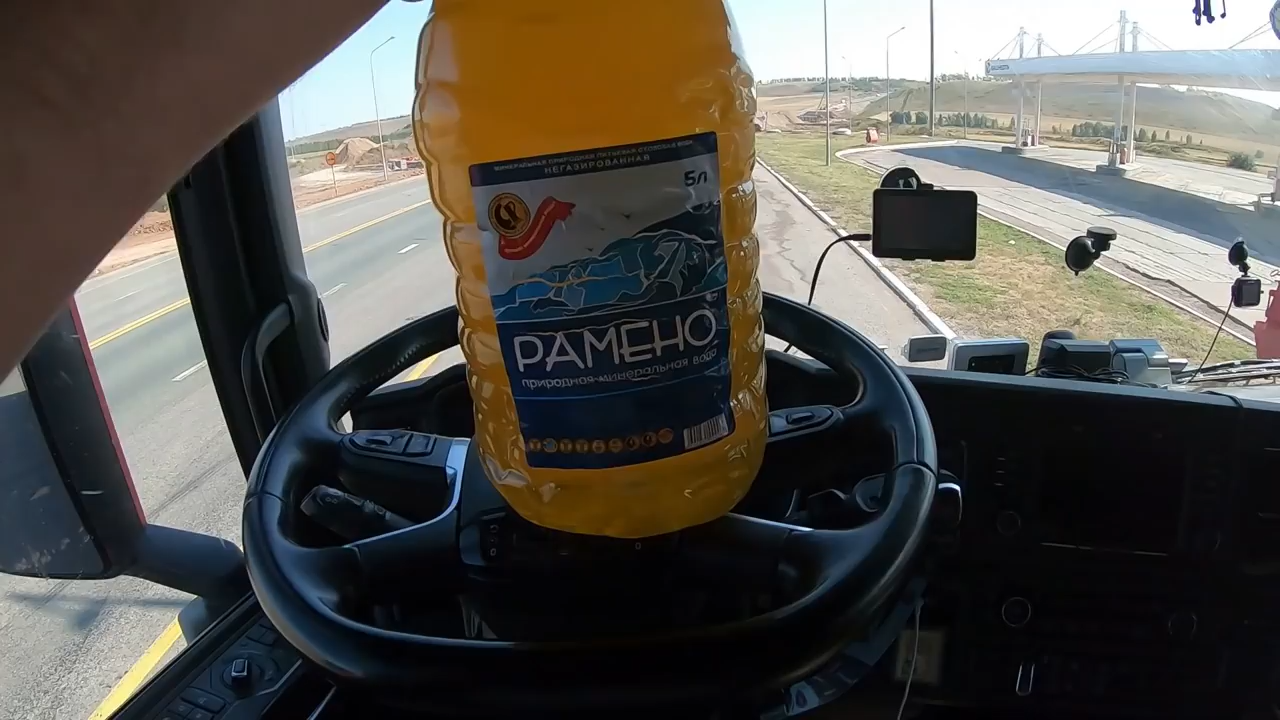 МИНЕРАЛЬНАЯ ПРИРОДНАЯ ПИТЬЕВАЯ СТОЛОВАЯ ВОДА
НЕГАЗИРОВАННАЯ
5л
РАМЕНО
природная минеральная вода